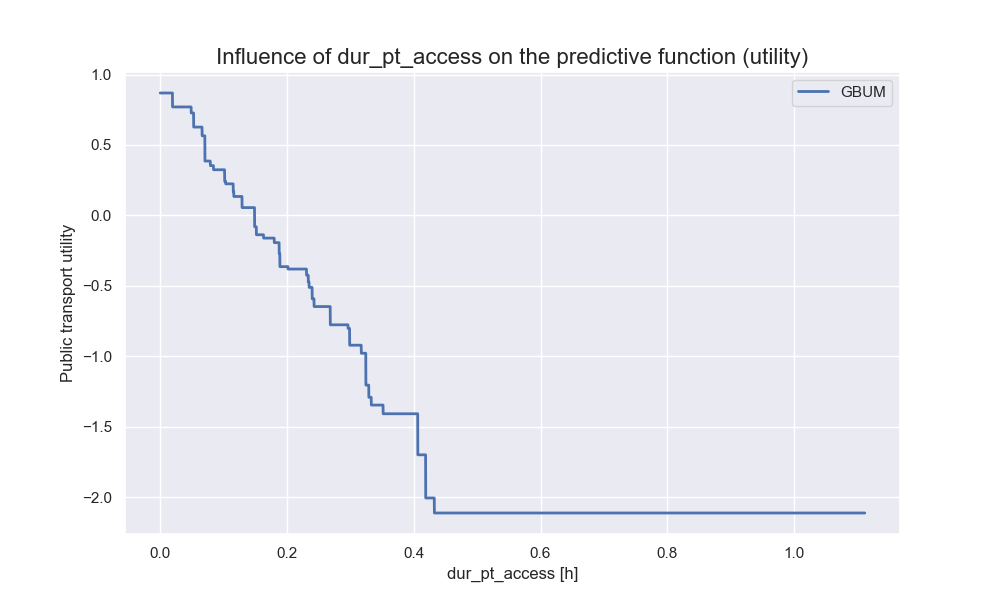 Influence of dur_pt_access on the predictive function (utility)
GBUM
Public transport utility
1.0
0.5
0.0
−0.5
−1.0
−1.5
−2.0
0.0 0.2 0.4 0.6 0.8 1.0
dur_pt_access [h]